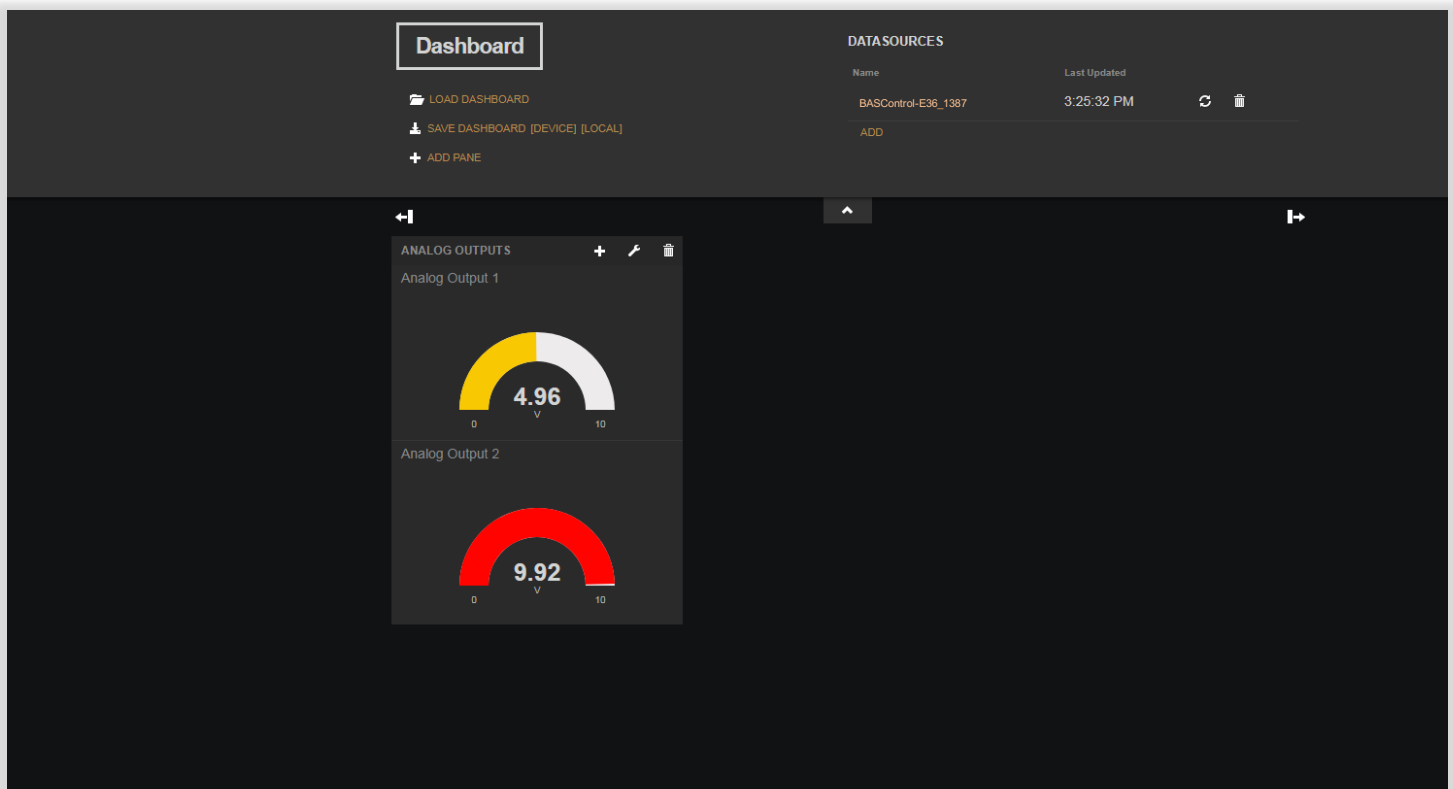 Dashboard
LOAD DASHBOARD
SAVE DASHBOARD [DEVICE] [LOCAL]
ADD PANE
DATASOURCES
Name Last Updated
BASControl-E36_1387 3:25:32 PM
ADD
ANALOG OUTPUTS
Analog Output 1
4.96
V
0 10
Analog Output 2
9.92
V
0 10